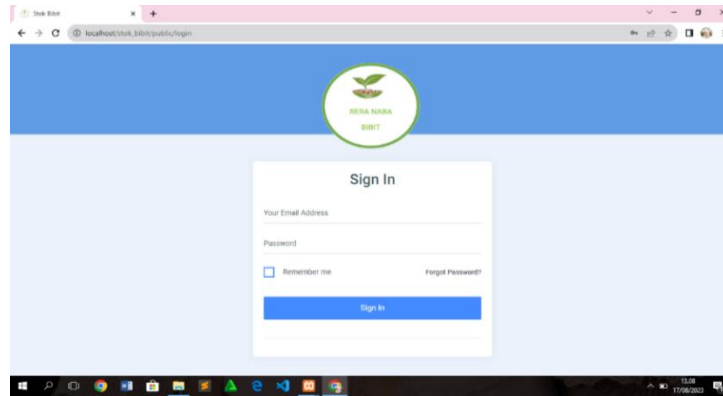 Stok Bibit
localhost/stok_bibit/public/login
RERA NABA
BIBIT
Sign In
Your Email Address
Password
Remember me
Forgot Password?
Sign In
13.08
17/08/2023